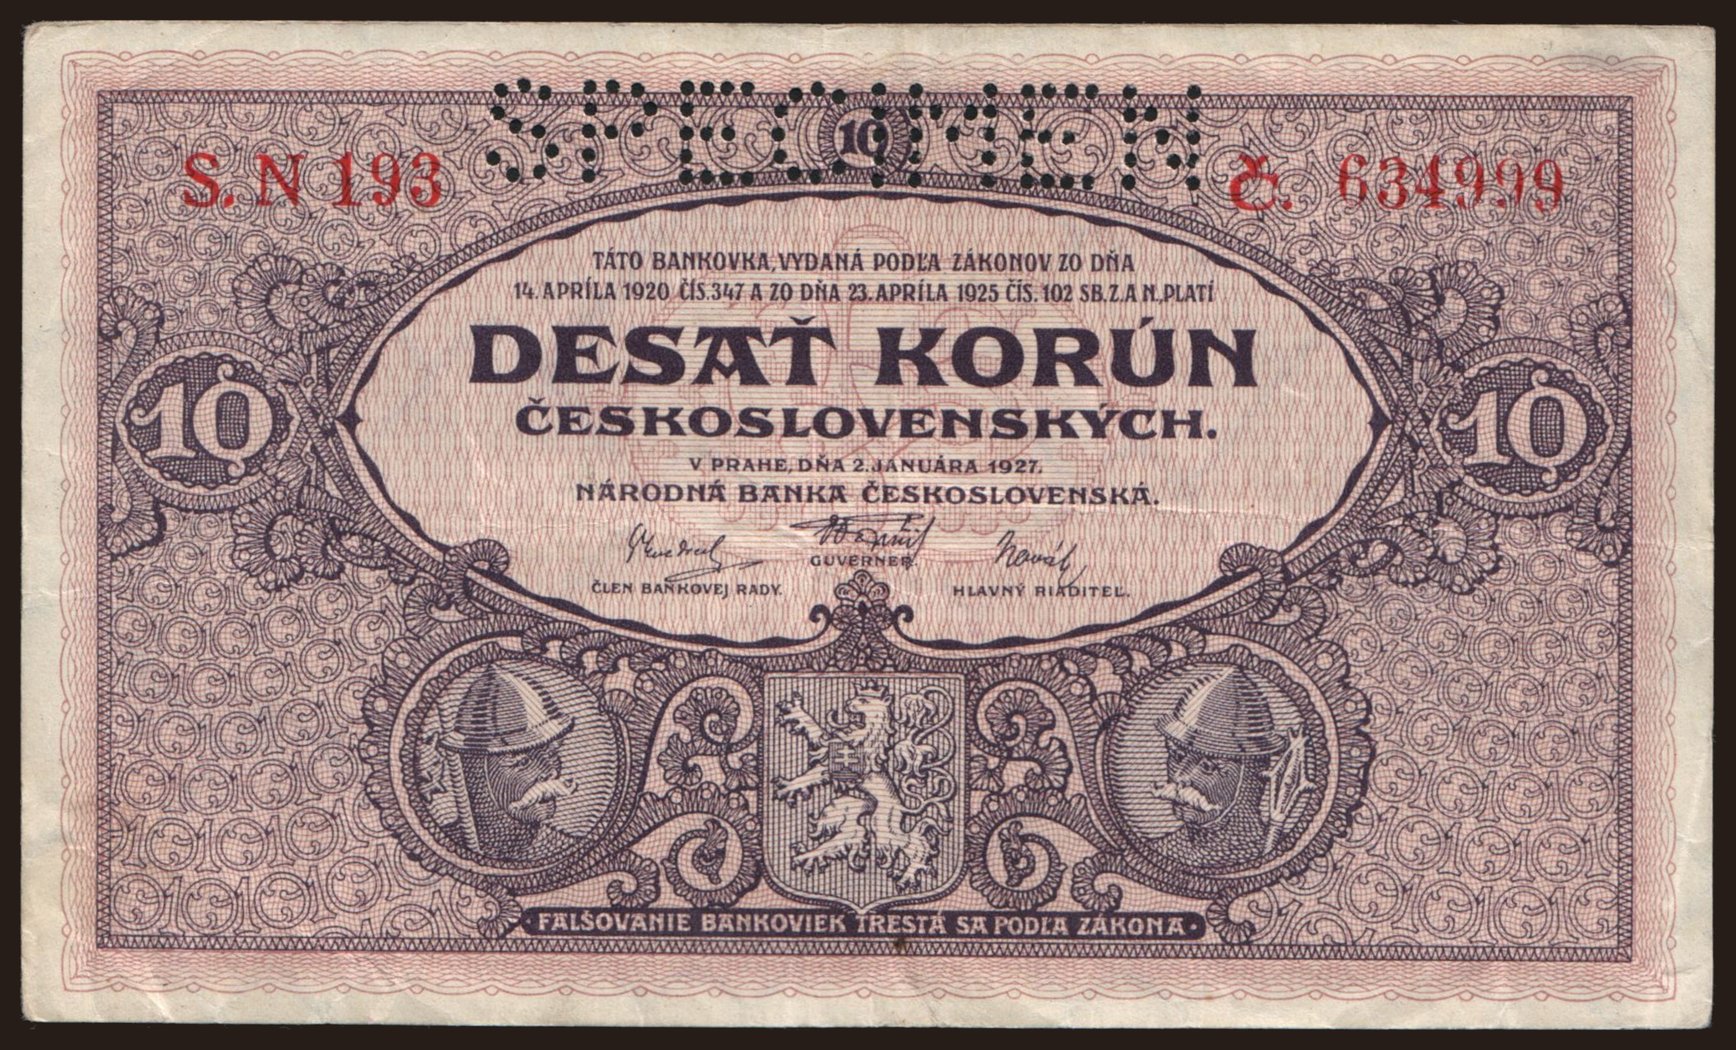 SPECIMEN
10
S. N 193
Č. 634999
TÁTO BANKOVKA, VYDANÁ PODĽA ZÁKONOV ZO DŇA
14. APRÍLA 1920 ČÍS. 347 A ZO DŇA 23. APRÍLA 1925 ČÍS. 102 SB. Z. A N., PLATÍ
DESAŤ KORÚN
ČESKOSLOVENSKÝCH.
10
10
V PRAHE, DŇA 2. JANUÁRA 1927.
NÁRODNÁ BANKA ČESKOSLOVENSKÁ.
Novák
GUVERNER.
ČLEN BANKOVEJ RADY.
HLAVNÝ RIADITEĽ.
FALŠOVANIE BANKOVIEK TRESTÁ SA PODĽA ZÁKONA